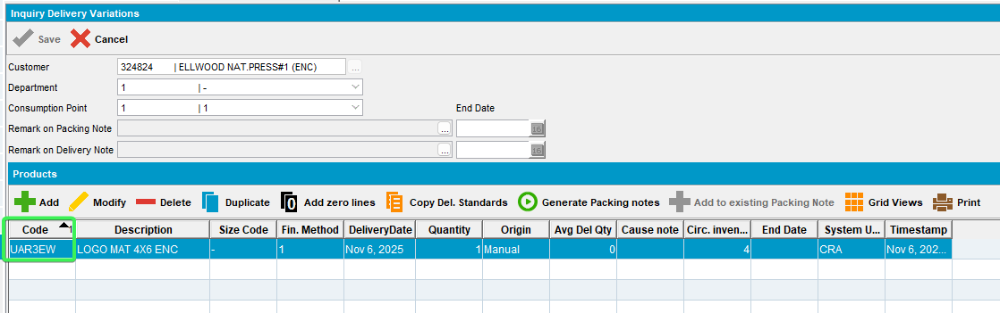 Inquiry Delivery Variations
Save Cancel
Customer 324824 | ELLWOOD NAT.PRESS#1 (ENC) ...
Department 1 | -
Consumption Point 1 | 1 End Date
Remark on Packing Note ... 16
Remark on Delivery Note ... 16
Products
Add Modify Delete Duplicate 0 Add zero lines Copy Del. Standards Generate Packing notes Add to existing Packing Note Grid Views Print
Code 1 Description Size Code Fin. Method DeliveryDate Quantity Origin Avg Del Qty Cause note Circ. inven... End Date System U... Timestamp
UAR3EW LOGO MAT 4X6 ENC - 1 Nov 6, 2025 1 Manual 0 4 CRA Nov 6, 202...